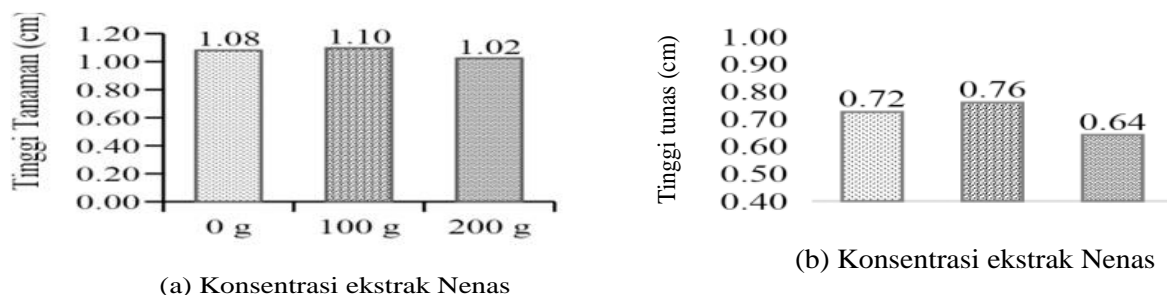 Tinggi Tanaman (cm)
1.20
1.00
0.80
0.60
0.40
0.20
0.00
1.08
1.10
1.02
0 g
100 g
200 g
(a) Konsentrasi ekstrak Nenas
Tinggi tunas (cm)
1.00
0.90
0.80
0.70
0.60
0.50
0.40
0.72
0.76
0.64
(b) Konsentrasi ekstrak Nenas